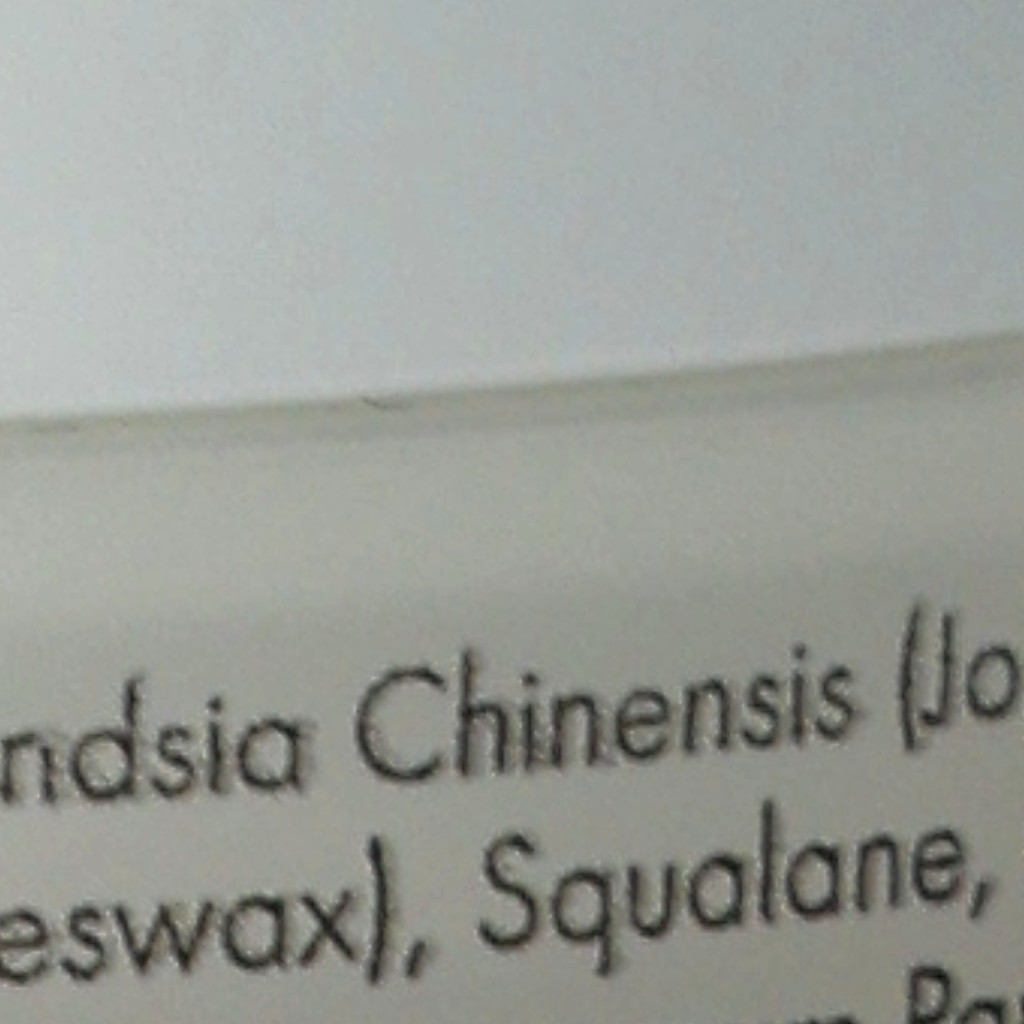 ndsia Chinensis (Jo
eswax), Squalane,